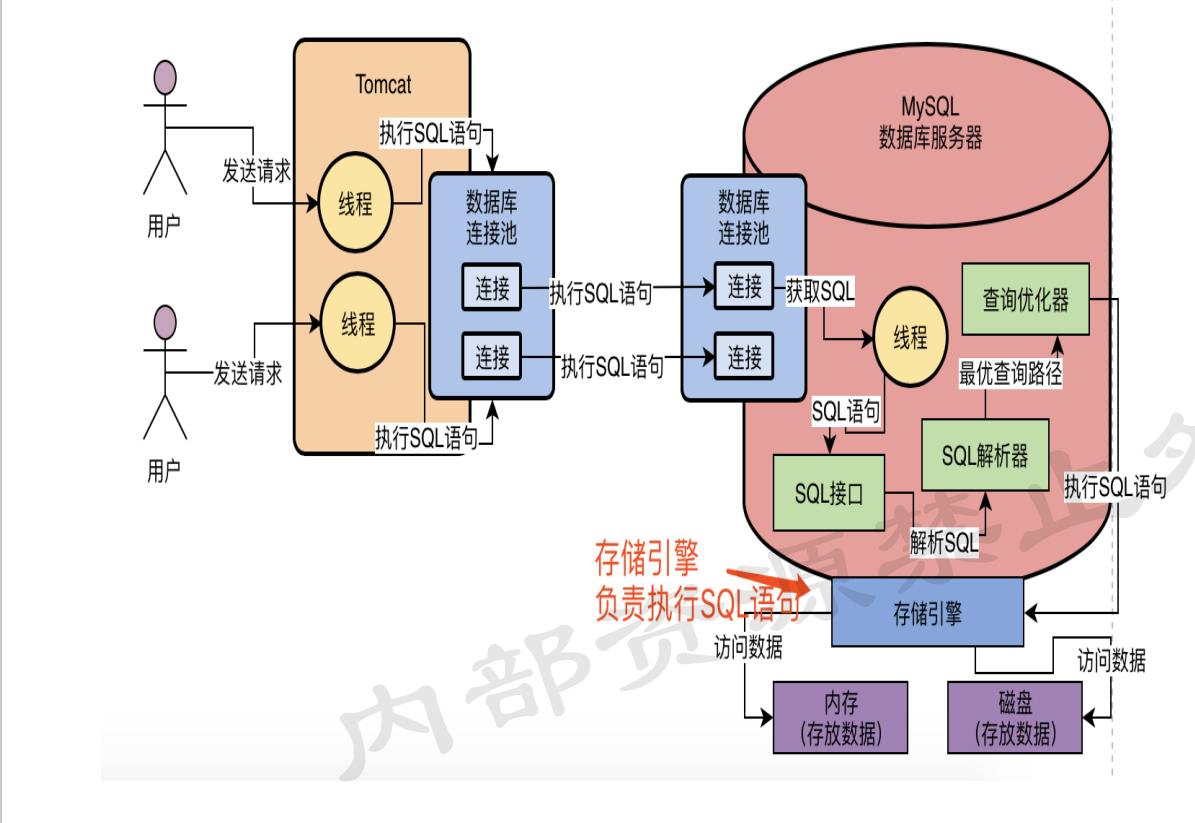 Tomcat
执行SQL语句
发送请求
线程
用户
数据库
连接池
连接
执行SQL语句
连接
执行SQL语句
线程
发送请求
执行SQL语句
用户
MySQL
数据库服务器
数据库
连接池
连接
获取SQL
连接
线程
查询优化器
最优查询路径
SQL语句
SQL解析器
SQL接口
解析SQL
执行SQL语句
存储引擎
负责执行SQL语句
存储引擎
访问数据
访问数据
内存
(存放数据)
磁盘
(存放数据)
内部资源禁止外